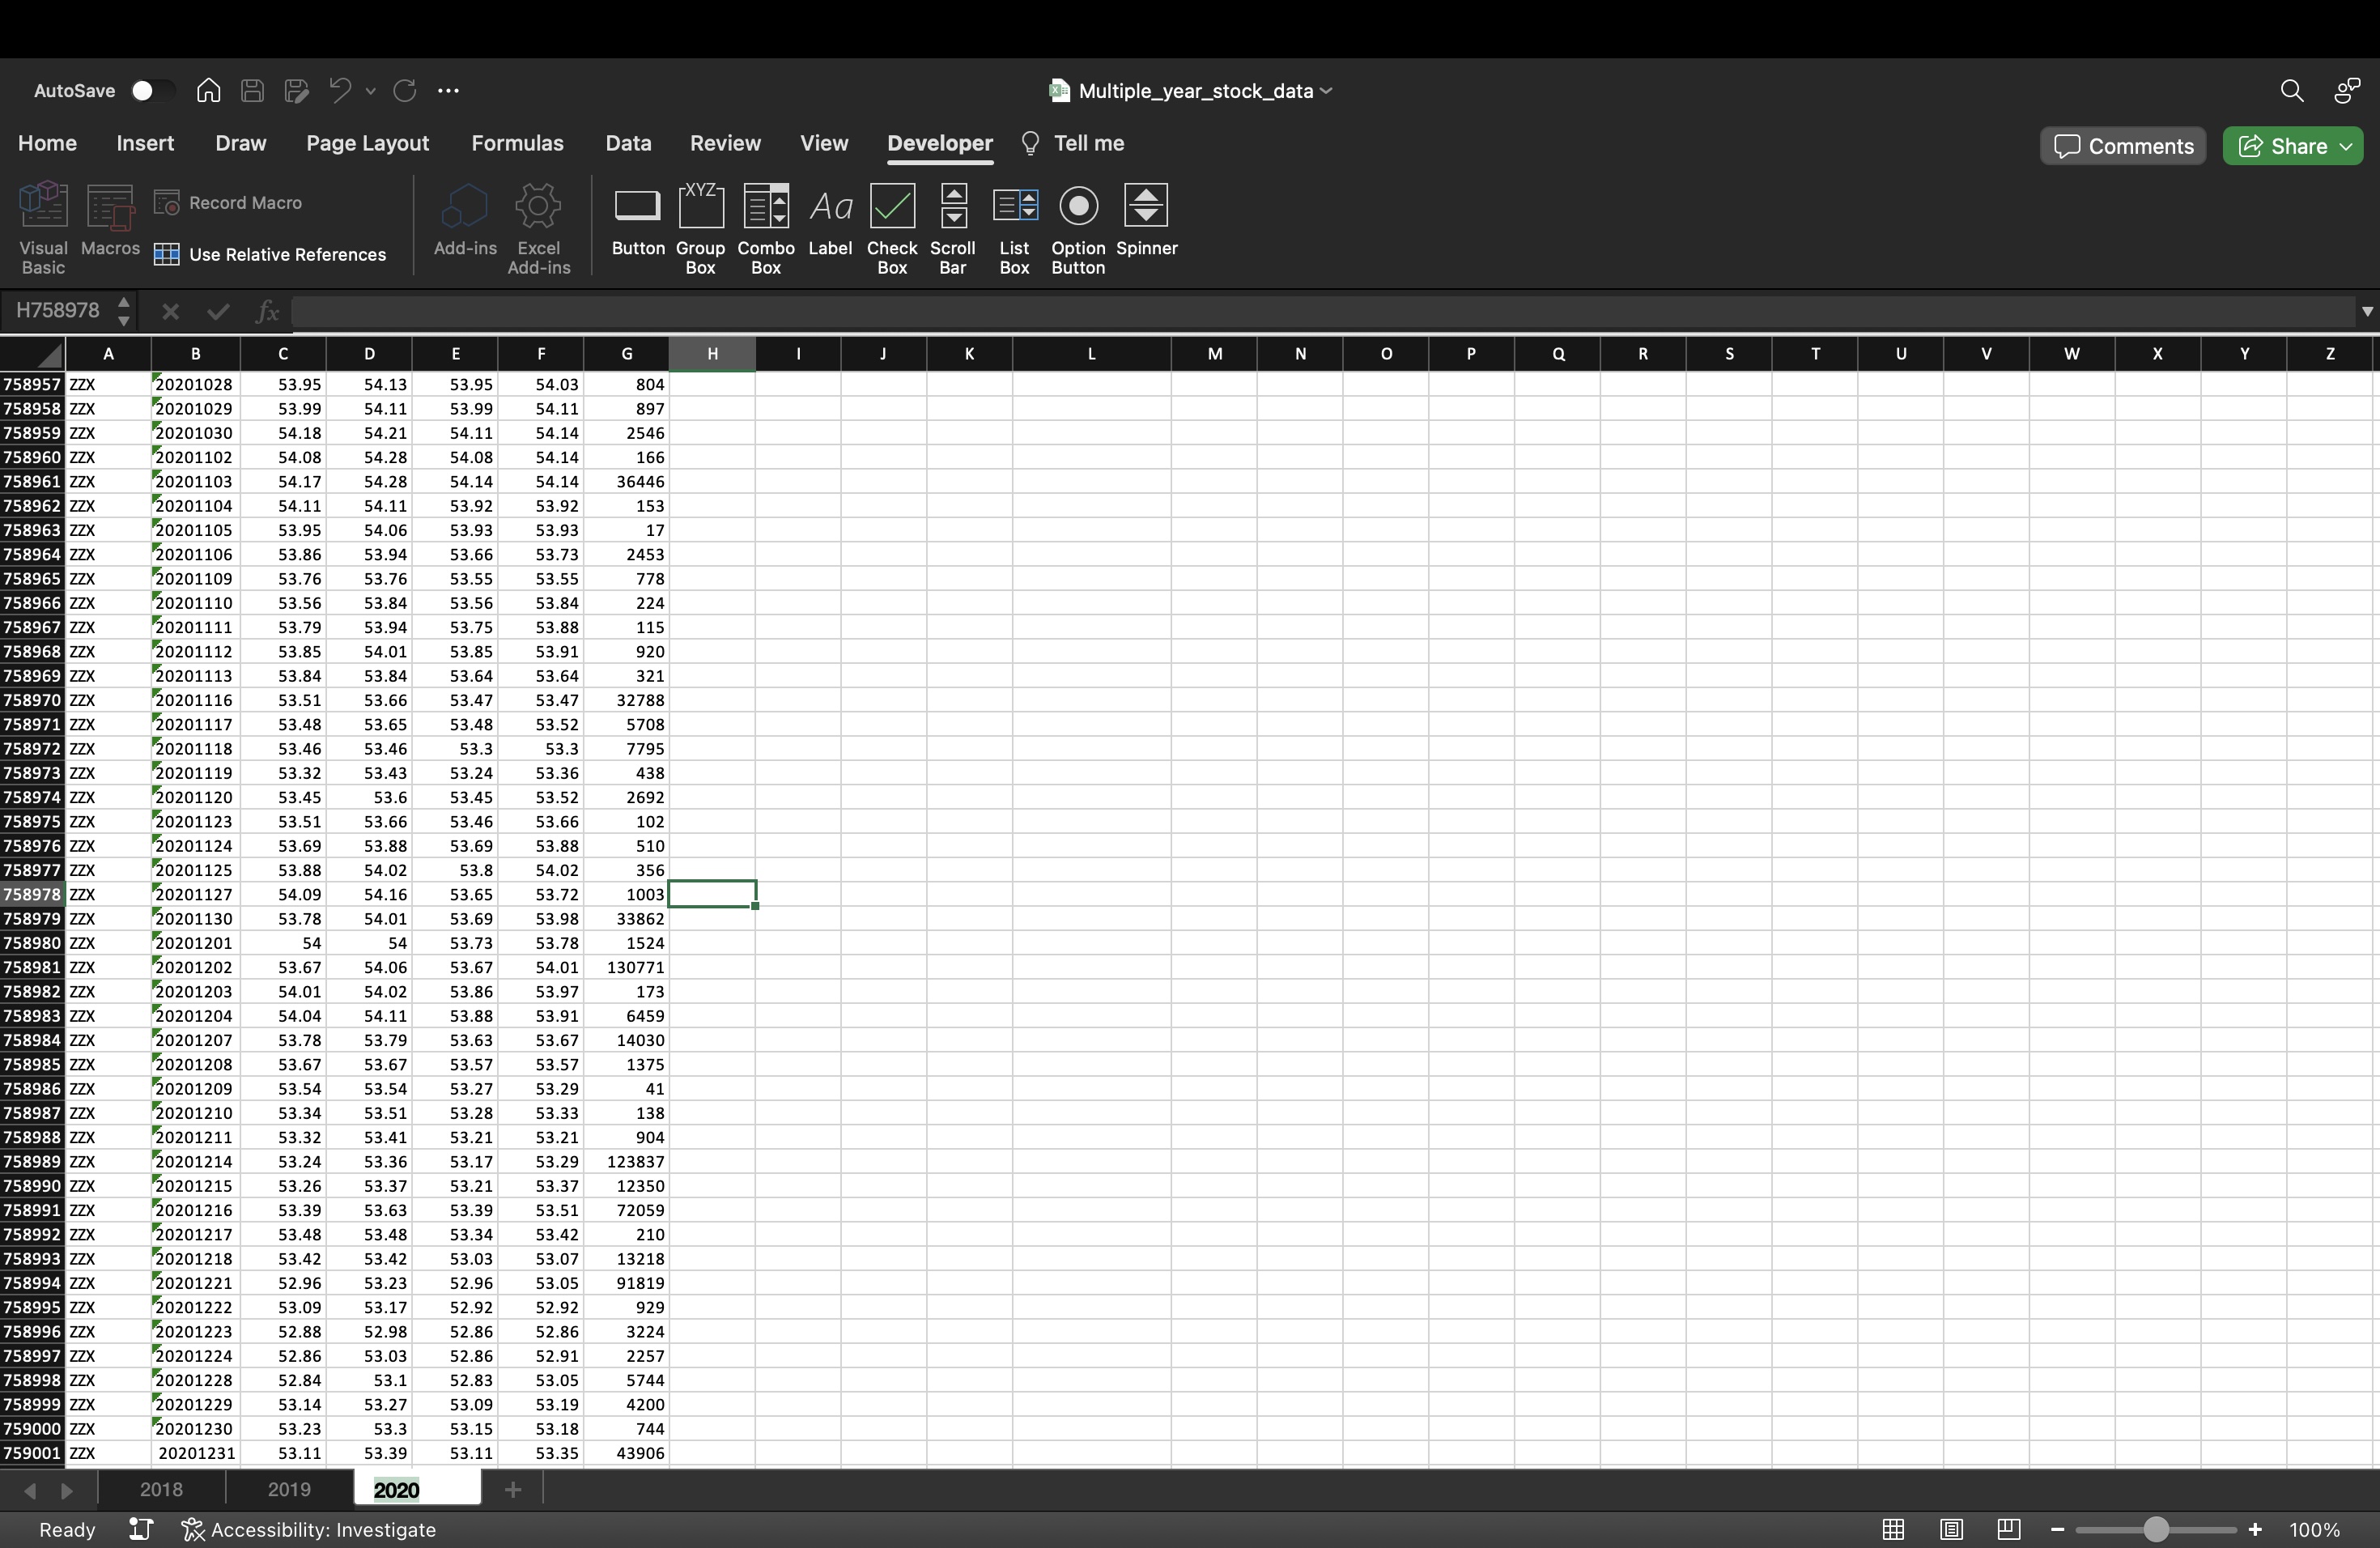 AutoSave
Multiple_year_stock_data
Home Insert Draw Page Layout Formulas Data Review View Developer Tell me Comments Share
Visual Basic Macros Record Macro Use Relative References Add-ins Excel Add-ins Button Group Box Combo Box Label Check Box Scroll Bar List Box Option Button Spinner
XYZ Aa
H758978 fx
A B C D E F G H I J K L M N O P Q R S T U V W X Y Z
758957 ZZX 20201028 53.95 54.13 53.95 54.03 804
758958 ZZX 20201029 53.99 54.11 53.99 54.11 897
758959 ZZX 20201030 54.18 54.21 54.11 54.14 2546
758960 ZZX 20201102 54.08 54.28 54.08 54.14 166
758961 ZZX 20201103 54.17 54.28 54.14 54.14 36446
758962 ZZX 20201104 54.11 54.11 53.92 53.92 153
758963 ZZX 20201105 53.95 54.06 53.93 53.93 17
758964 ZZX 20201106 53.86 53.94 53.66 53.73 2453
758965 ZZX 20201109 53.76 53.76 53.55 53.55 778
758966 ZZX 20201110 53.56 53.84 53.56 53.84 224
758967 ZZX 20201111 53.79 53.94 53.75 53.88 115
758968 ZZX 20201112 53.85 54.01 53.85 53.91 920
758969 ZZX 20201113 53.84 53.84 53.64 53.64 321
758970 ZZX 20201116 53.51 53.66 53.47 53.47 32788
758971 ZZX 20201117 53.48 53.65 53.48 53.52 5708
758972 ZZX 20201118 53.46 53.46 53.3 53.3 7795
758973 ZZX 20201119 53.32 53.43 53.24 53.36 438
758974 ZZX 20201120 53.45 53.6 53.45 53.52 2692
758975 ZZX 20201123 53.51 53.66 53.46 53.66 102
758976 ZZX 20201124 53.69 53.88 53.69 53.88 510
758977 ZZX 20201125 53.88 54.02 53.8 54.02 356
758978 ZZX 20201127 54.09 54.16 53.65 53.72 1003
758979 ZZX 20201130 53.78 54.01 53.69 53.98 33862
758980 ZZX 20201201 54 54 53.73 53.78 1524
758981 ZZX 20201202 53.67 54.06 53.67 54.01 130771
758982 ZZX 20201203 54.01 54.02 53.86 53.97 173
758983 ZZX 20201204 54.04 54.11 53.88 53.91 6459
758984 ZZX 20201207 53.78 53.79 53.63 53.67 14030
758985 ZZX 20201208 53.67 53.67 53.57 53.57 1375
758986 ZZX 20201209 53.54 53.54 53.27 53.29 41
758987 ZZX 20201210 53.34 53.51 53.28 53.33 138
758988 ZZX 20201211 53.32 53.41 53.21 53.21 904
758989 ZZX 20201214 53.24 53.36 53.17 53.29 123837
758990 ZZX 20201215 53.26 53.37 53.21 53.37 12350
758991 ZZX 20201216 53.39 53.63 53.39 53.51 72059
758992 ZZX 20201217 53.48 53.48 53.34 53.42 210
758993 ZZX 20201218 53.42 53.42 53.03 53.07 13218
758994 ZZX 20201221 52.96 53.23 52.96 53.05 91819
758995 ZZX 20201222 53.09 53.17 52.92 52.92 929
758996 ZZX 20201223 52.88 52.98 52.86 52.86 3224
758997 ZZX 20201224 52.86 53.03 52.86 52.91 2257
758998 ZZX 20201228 52.84 53.1 52.83 53.05 5744
758999 ZZX 20201229 53.14 53.27 53.09 53.19 4200
759000 ZZX 20201230 53.23 53.3 53.15 53.18 744
759001 ZZX 20201231 53.11 53.39 53.11 53.35 43906
2018 2019 2020
Ready Accessibility: Investigate 100%